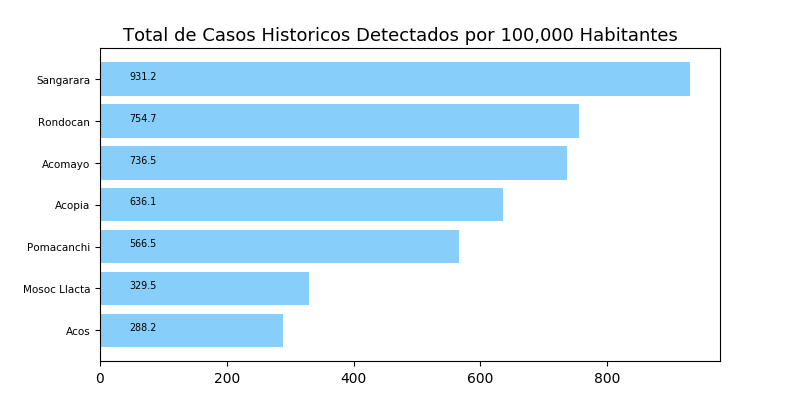 Total de Casos Historicos Detectados por 100,000 Habitantes
Sangarara 931.2
Rondocan 754.7
Acomayo 736.5
Acopia 636.1
Pomacanchi 566.5
Mosoc Llacta 329.5
Acos 288.2
0 200 400 600 800